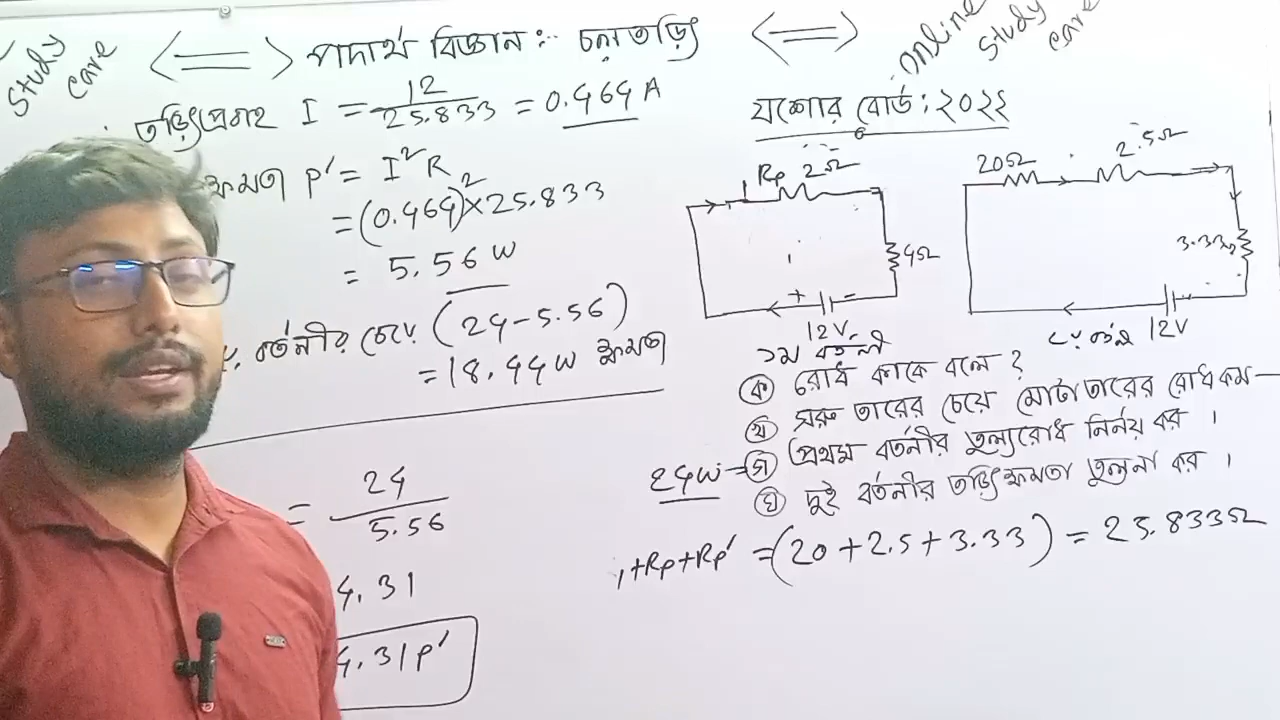 Study Care
পদার্থ বিজ্ঞান :- চলতড়িৎ
Online Study Care
তড়িৎপ্রবাহ I = 12/25.833 = 0.464 A
ক্ষমতা P' = I²R
= (0.464)² × 25.833
= 5.56 W
বর্তনীর চেয়ে (24 - 5.56)
= 18.44 W ক্ষমতা
= 24/5.56
4.31
4.31 P'
যশোর বোর্ড : ২০২২
Rp 2Ω
4Ω
+ -
12V
১ম বর্তনী
20Ω
2.5Ω
3.33Ω
12V
২য় বর্তনী
ক রোধ কাকে বলে ?
খ সরু তারের চেয়ে মোটা তারের রোধ কম —
24W গ প্রথম বর্তনীর তুল্যরোধ নির্নয় কর ।
ঘ দুই বর্তনীর তড়িৎক্ষমতা তুলনা কর ।
+Rp+Rp' = (20 + 2.5 + 3.33) = 25.833Ω